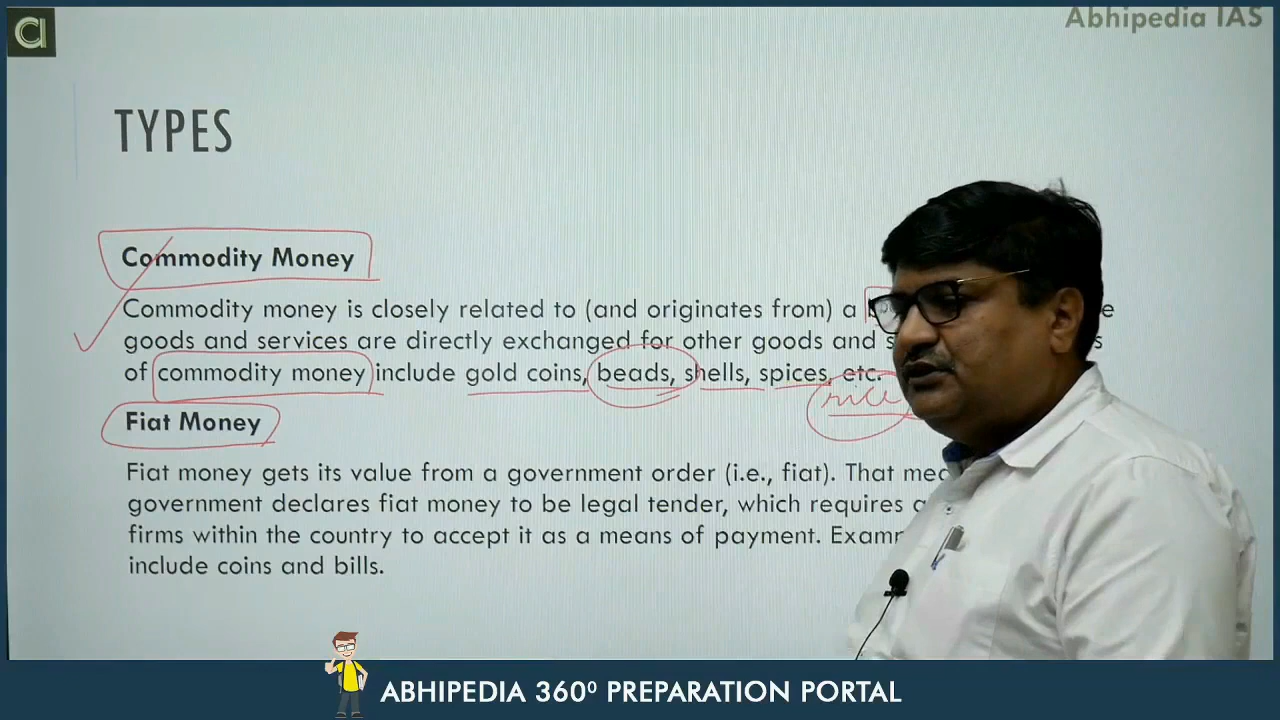 Abhipedia IAS
TYPES
Commodity Money
Commodity money is closely related to (and originates from) a
goods and services are directly exchanged for other goods and
of commodity money include gold coins, beads, shells, spices, etc.
rice
Fiat Money
Fiat money gets its value from a government order (i.e., fiat). That
government declares fiat money to be legal tender, which requires
firms within the country to accept it as a means of payment.
include coins and bills.
ABHIPEDIA 360⁰ PREPARATION PORTAL